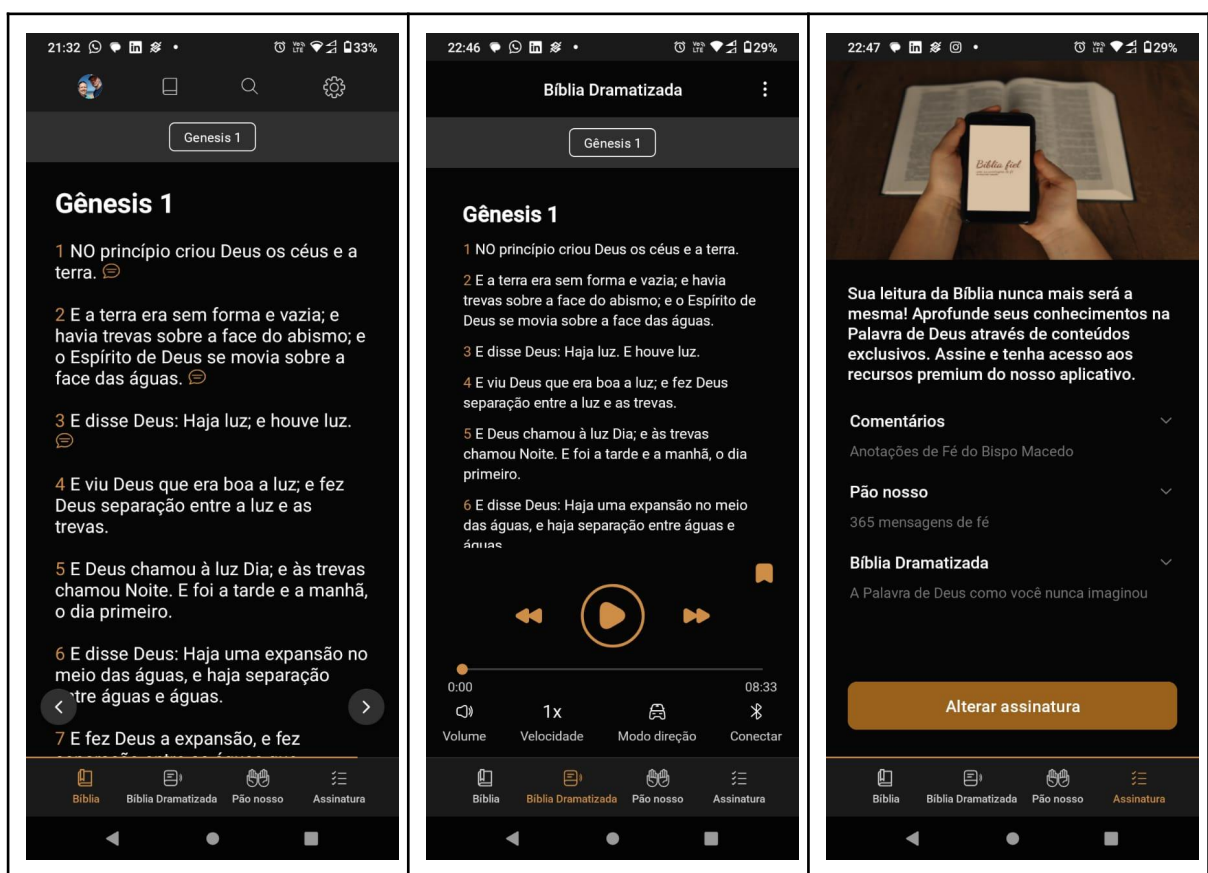 21:32
33%
Genesis 1
Gênesis 1
1 NO princípio criou Deus os céus e a
terra.
2 E a terra era sem forma e vazia; e
havia trevas sobre a face do abismo; e
o Espírito de Deus se movia sobre a
face das águas.
3 E disse Deus: Haja luz; e houve luz.
4 E viu Deus que era boa a luz; e fez
Deus separação entre a luz e as
trevas.
5 E Deus chamou à luz Dia; e às trevas
chamou Noite. E foi a tarde e a manhã,
o dia primeiro.
6 E disse Deus: Haja uma expansão no
meio das águas, e haja separação
entre águas e águas.
7 E fez Deus a expansão, e fez
Bíblia
Bíblia Dramatizada
Pão nosso
Assinatura
22:46
29%
Bíblia Dramatizada
Gênesis 1
Gênesis 1
1 NO princípio criou Deus os céus e a terra.
2 E a terra era sem forma e vazia; e havia
trevas sobre a face do abismo; e o Espírito de
Deus se movia sobre a face das águas.
3 E disse Deus: Haja luz. E houve luz.
4 E viu Deus que era boa a luz; e fez Deus
separação entre a luz e as trevas.
5 E Deus chamou à luz Dia; e às trevas
chamou Noite. E foi a tarde e a manhã, o dia
primeiro.
6 E disse Deus: Haja uma expansão no meio
das águas, e haja separação entre águas e
águas
0:00
08:33
Volume
1x
Velocidade
Modo direção
Conectar
Bíblia
Bíblia Dramatizada
Pão nosso
Assinatura
22:47
29%
Bíblia fiel
Sua leitura da Bíblia nunca mais será a
mesma! Aprofunde seus conhecimentos na
Palavra de Deus através de conteúdos
exclusivos. Assine e tenha acesso aos
recursos premium do nosso aplicativo.
Comentários
Anotações de Fé do Bispo Macedo
Pão nosso
365 mensagens de fé
Bíblia Dramatizada
A Palavra de Deus como você nunca imaginou
Alterar assinatura
Bíblia
Bíblia Dramatizada
Pão nosso
Assinatura